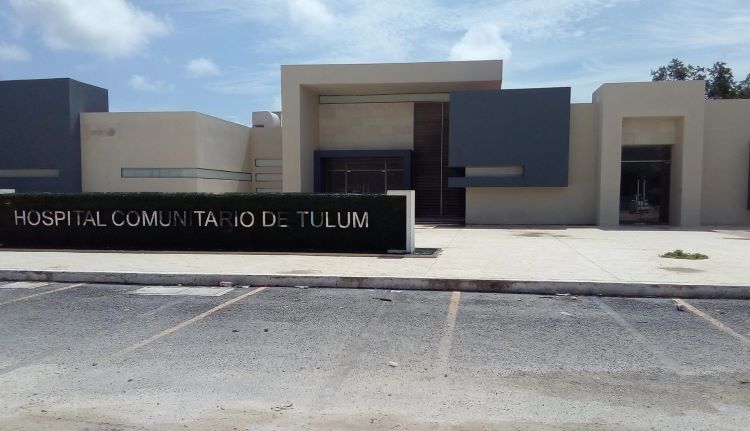 HOSPITAL COMUNITARIO DE TULUM